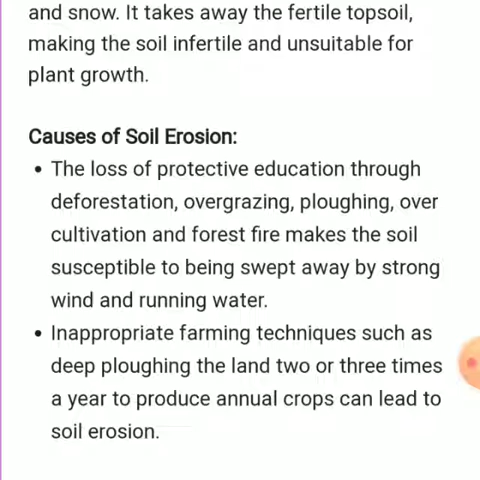 and snow. It takes away the fertile topsoil,
making the soil infertile and unsuitable for
plant growth.
Causes of Soil Erosion:
• The loss of protective education through
deforestation, overgrazing, ploughing, over
cultivation and forest fire makes the soil
susceptible to being swept away by strong
wind and running water.
• Inappropriate farming techniques such as
deep ploughing the land two or three times
a year to produce annual crops can lead to
soil erosion.